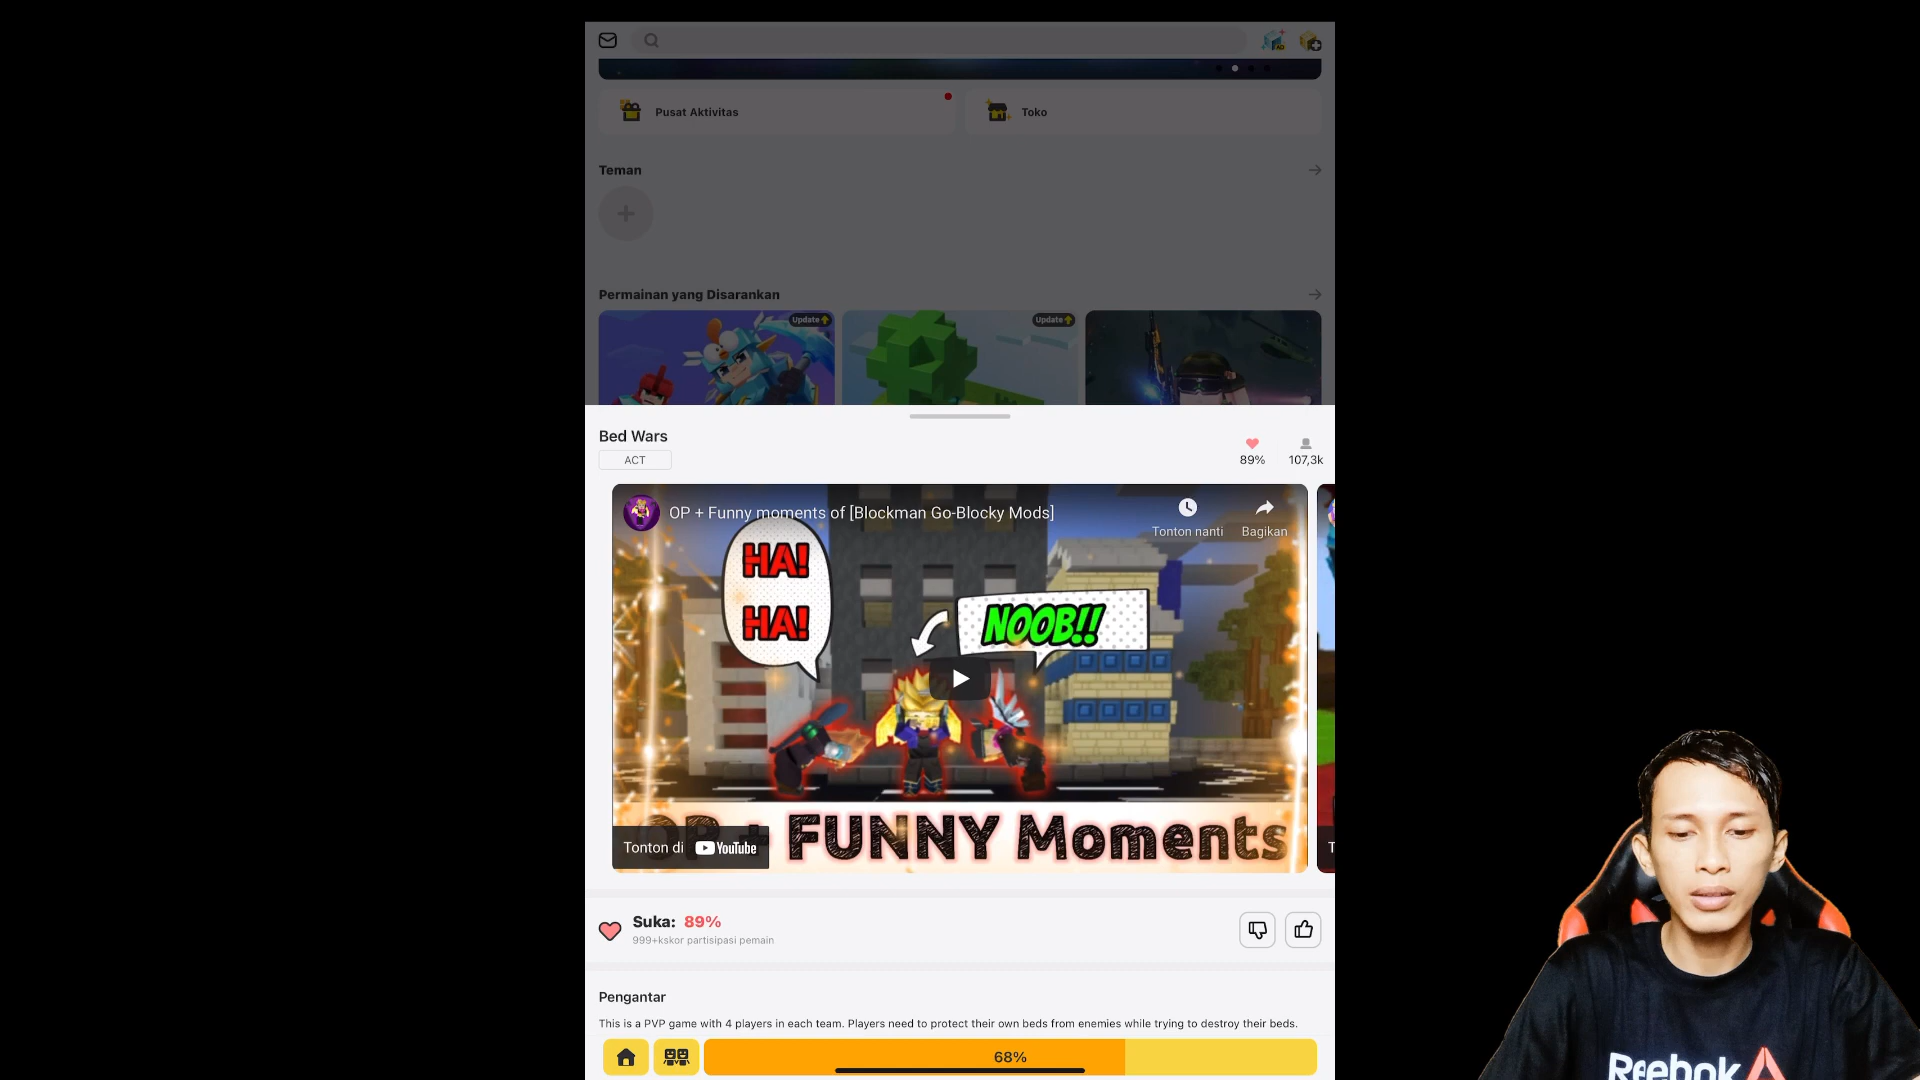 Pusat Aktivitas
Toko
Teman
Permainan yang Disarankan
Update
Update
Bed Wars
ACT
89%
107,3k
OP + Funny moments of [Blockman Go-Blocky Mods]
Tonton nanti
Bagikan
HA!
HA!
NOOB!!
OP + FUNNY Moments
Tonton di YouTube
T
Suka: 89%
999+kskor partisipasi pemain
Pengantar
This is a PVP game with 4 players in each team. Players need to protect their own beds from enemies while trying to destroy their beds.
68%
Reebok